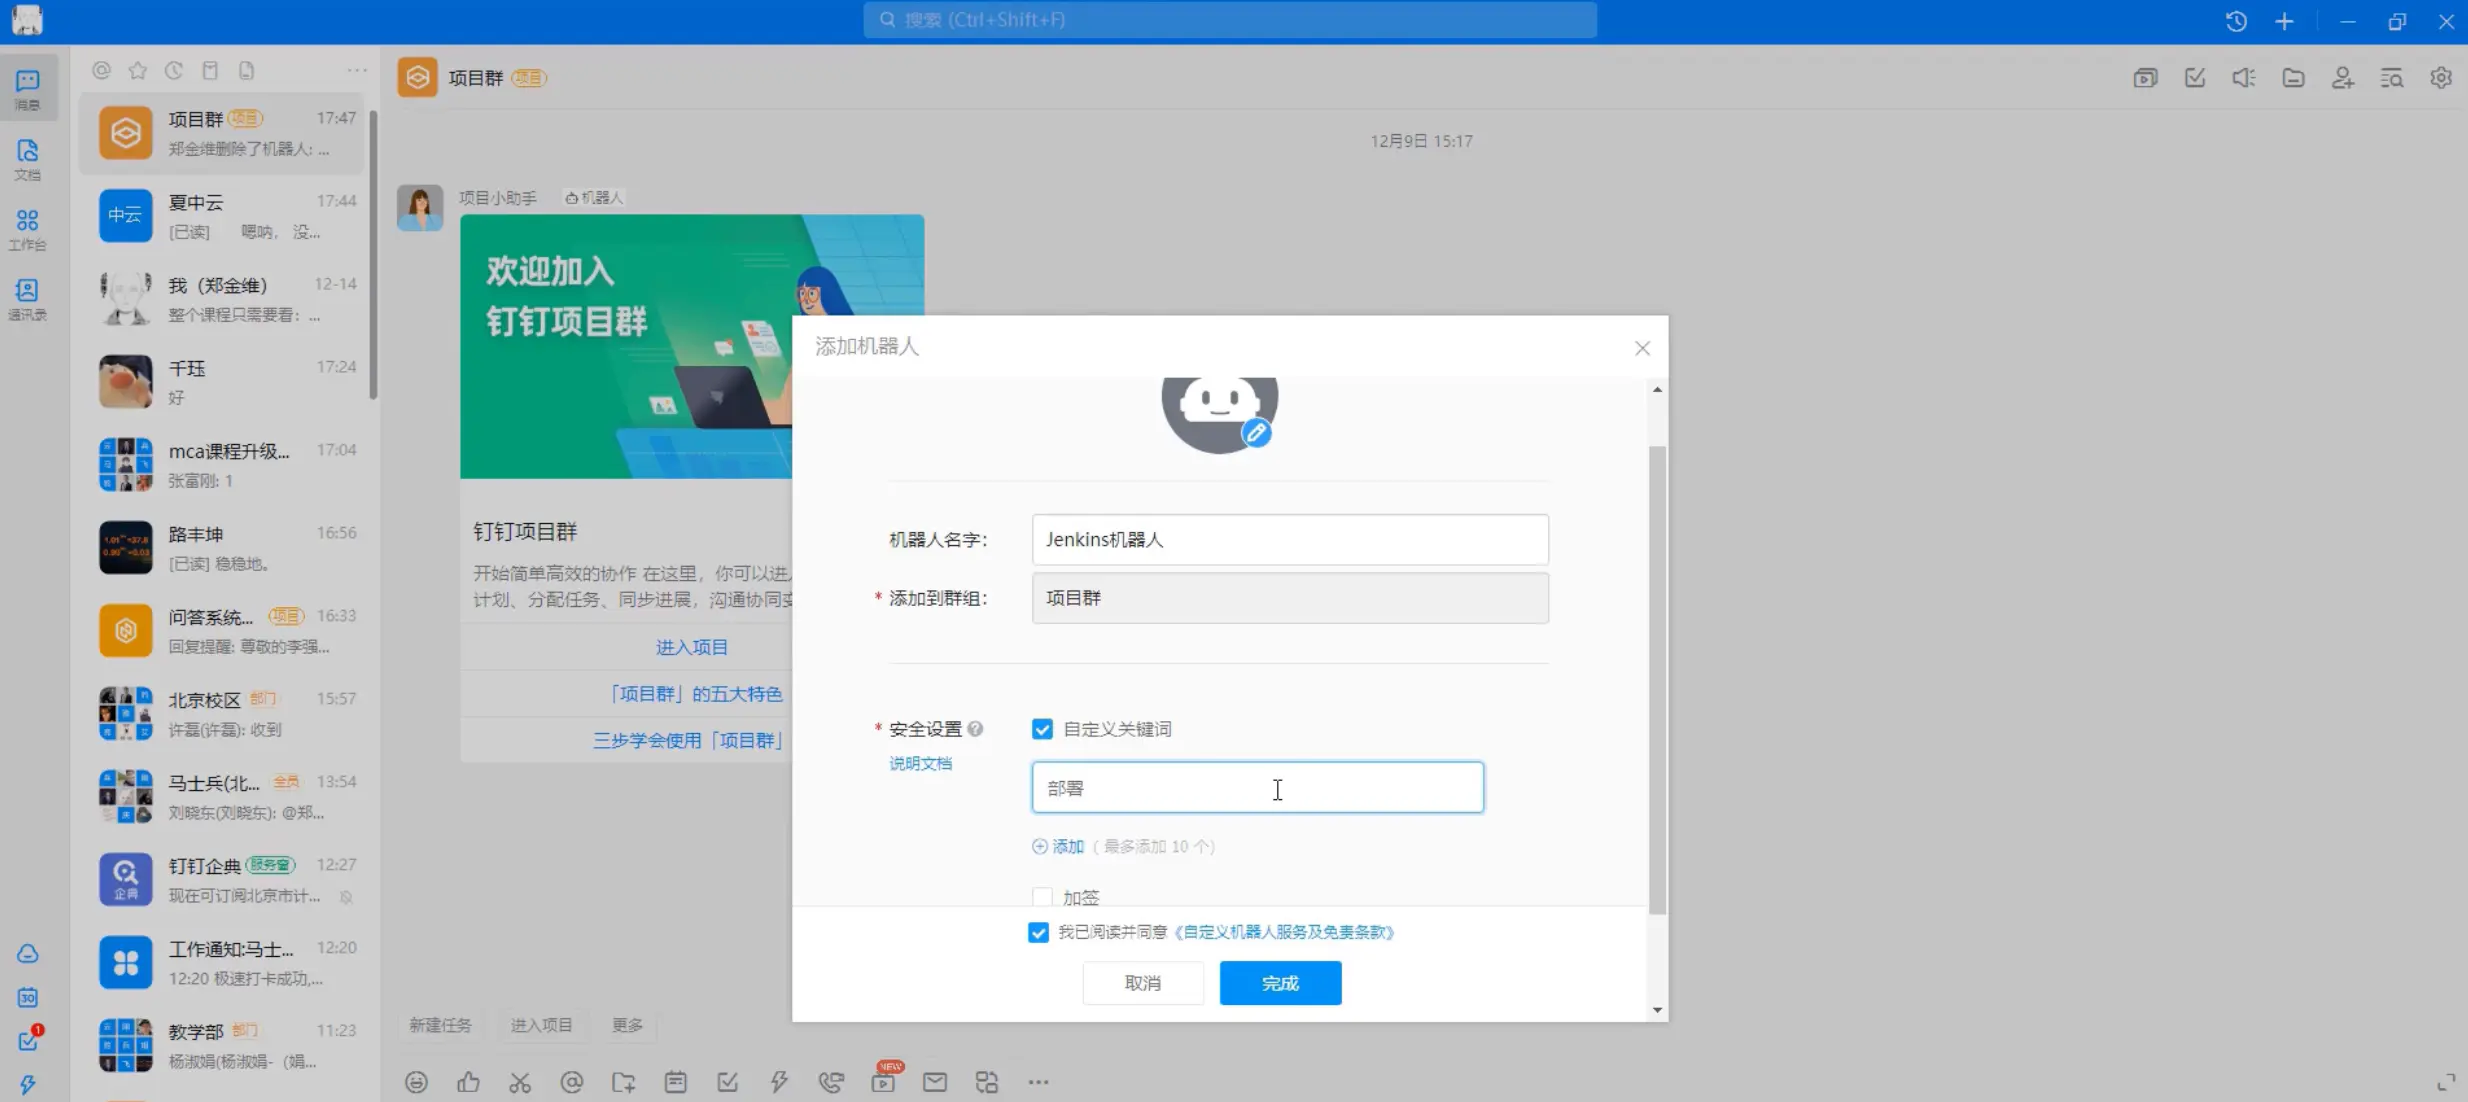 搜索 (Ctrl+Shift+F)
消息
文档
工作台
通讯录
项目群 项目 17:47
郑金维删除了机器人: ...
中云
夏中云 17:44
[已读] 嗯呐， 没...
我（郑金维) 12-14
整个课程只需要看: ...
千珏 17:24
好
mca课程升级... 17:04
张富刚: 1
路丰坤 16:56
[已读] 稳稳地。
问答系统... 项目 16:33
回复提醒: 尊敬的李强...
北京校区 部门 15:57
许磊(许磊): 收到
马士兵(北... 全员 13:54
刘晓东(刘晓东): @郑...
企典
钉钉企典 服务窗 12:27
现在可订阅北京市计...
工作通知:马士... 12:20
12:20 极速打卡成功,...
教学部 部门 11:23
杨淑娟(杨淑娟-（娟...
30
1
项目群 项目
12月9日 15:17
项目小助手 机器人
欢迎加入
钉钉项目群
钉钉项目群
开始简单高效的协作 在这里，你可以进
计划、分配任务、同步进展，沟通协同
进入项目
「项目群」的五大特色
三步学会使用「项目群」
新建任务 进入项目 更多
NEW
添加机器人
机器人名字: Jenkins机器人
* 添加到群组: 项目群
* 安全设置 自定义关键词
说明文档
部署
添加 ( 最多添加 10 个)
加签
我已阅读并同意《自定义机器人服务及免责条款》
取消 完成